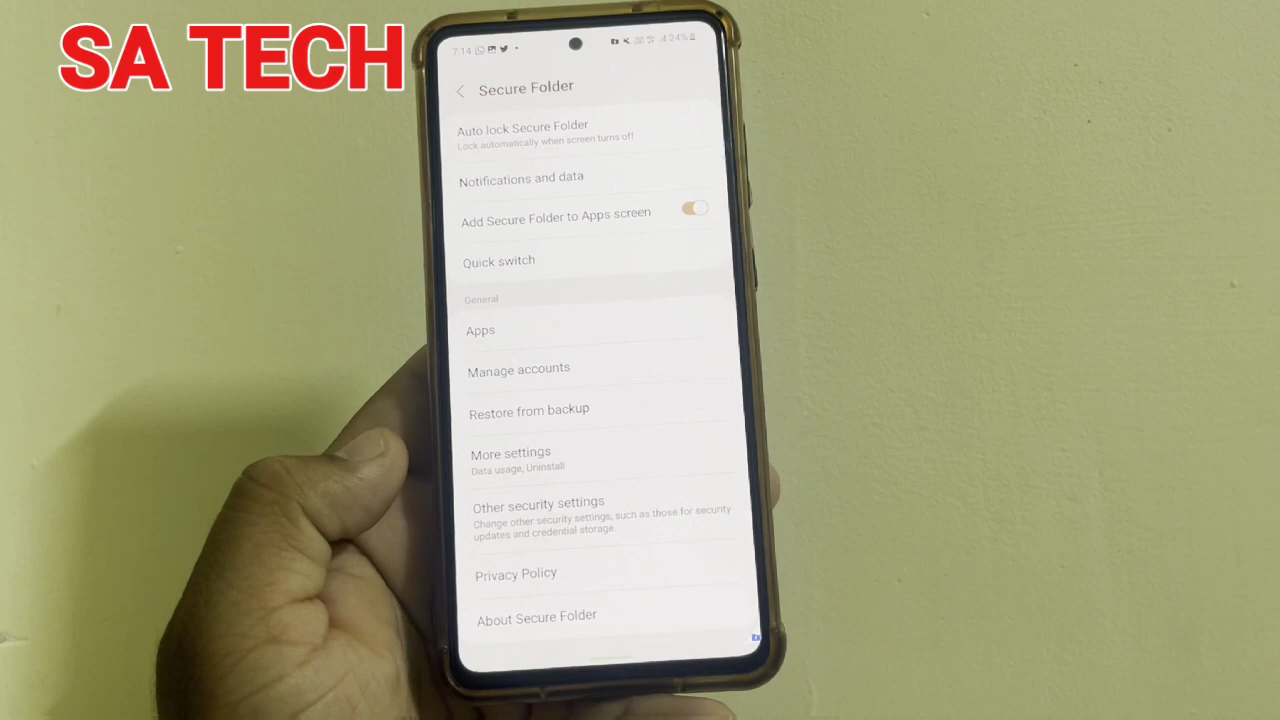 SA TECH
7:14 24%
Secure Folder
Auto lock Secure Folder
Lock automatically when screen turns off
Notifications and data
Add Secure Folder to Apps screen
Quick switch
General
Apps
Manage accounts
Restore from backup
More settings
Data usage, Uninstall
Other security settings
Change other security settings, such as those for security
updates and credential storage.
Privacy Policy
About Secure Folder